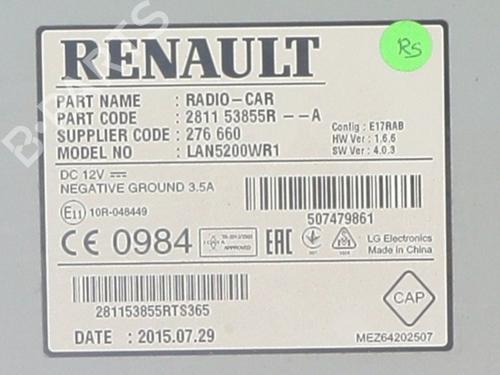 RENAULT
RS
PART NAME : RADIO-CAR
PART CODE : 2811 53855R--A
SUPPLIER CODE : 276 660
MODEL NO : LAN5200WR1
Config : E17RAB
HW Ver : 1.6.6
SW Ver : 4.0.3
DC 12V
NEGATIVE GROUND 3.5A
E11 10R-048449
507479861
CE 0984
APPROVED
EAC
LG Electronics
Made in China
281153855RTS365
CAP
DATE : 2015.07.29
MEZ64202507
B-PARTS